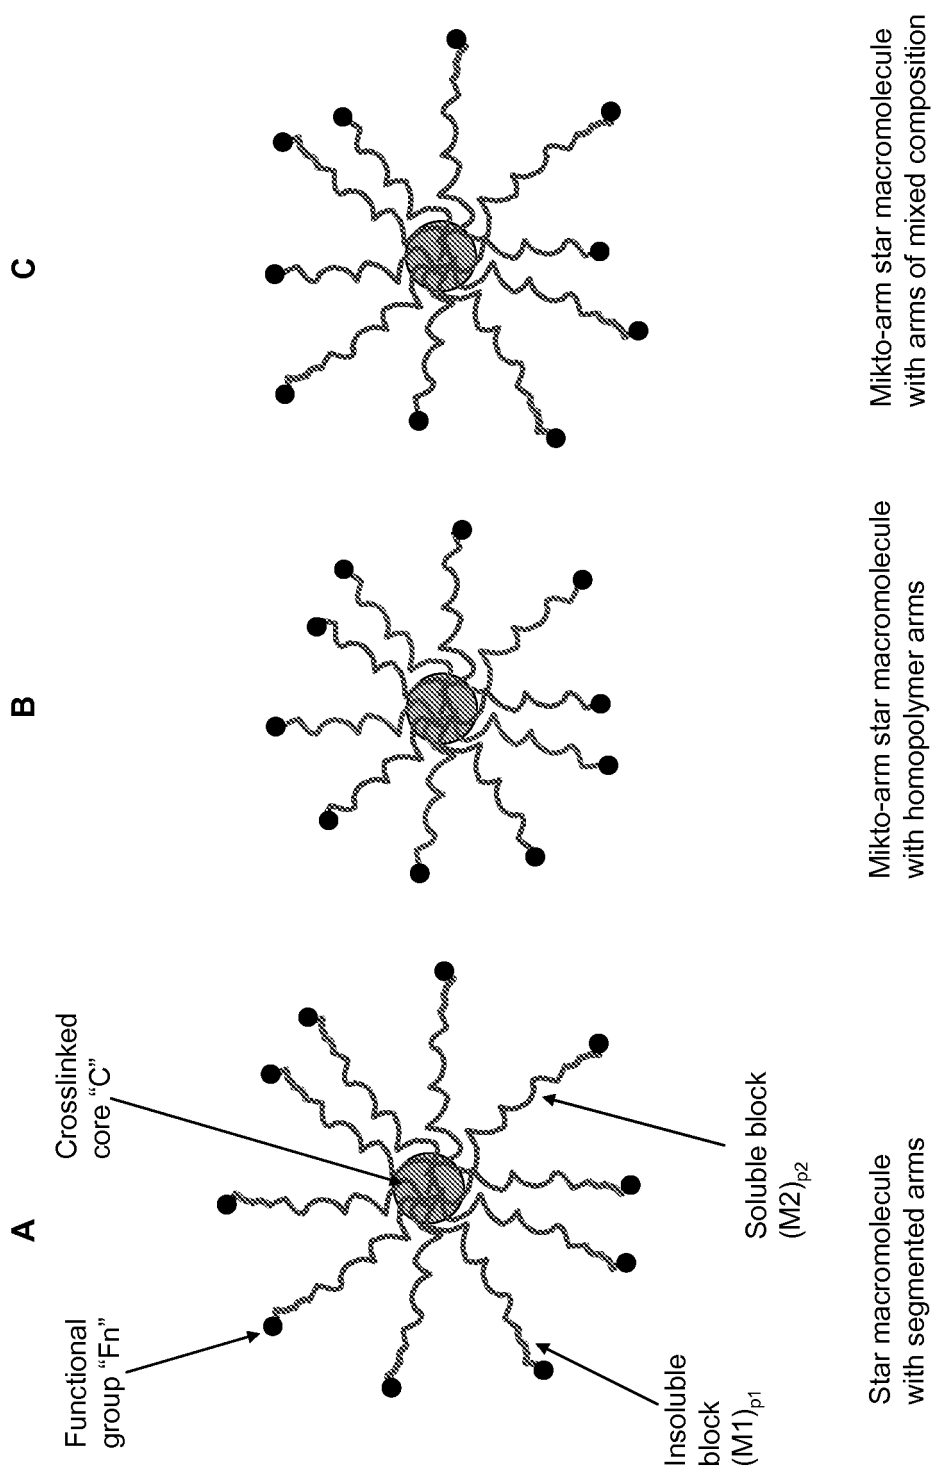 A
B
C
Functional
group “Fn”
Crosslinked
core “C”
Insoluble
block
(M1)p1
Soluble block
(M2)p2
Star macromolecule
with segmented arms
Mikto-arm star macromolecule
with homopolymer arms
Mikto-arm star macromolecule
with arms of mixed composition